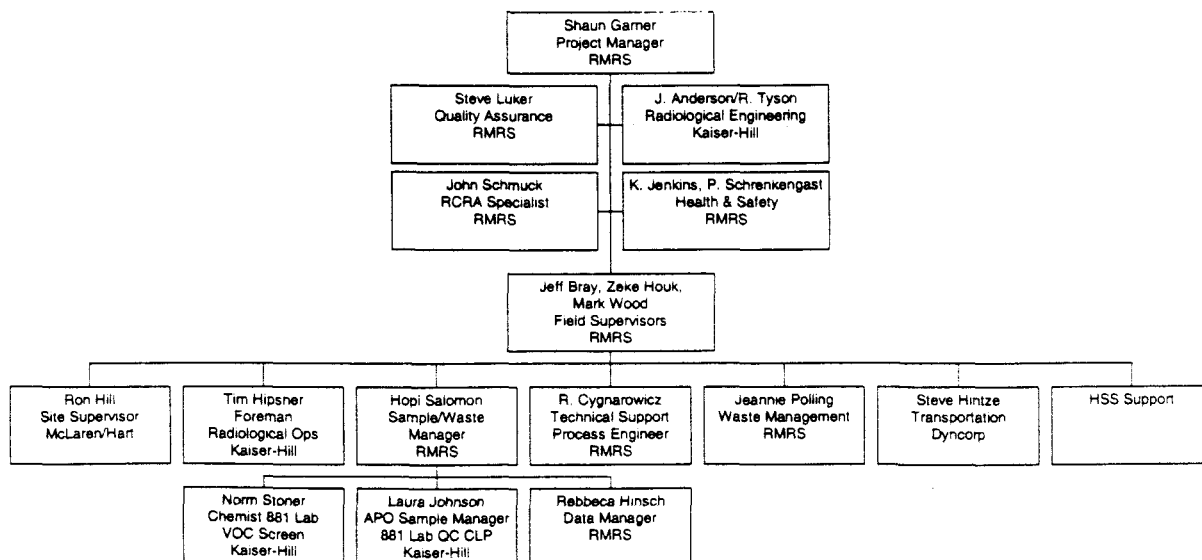 Shaun Garner
Project Manager
RMRS
Steve Luker
Quality Assurance
RMRS
J. Anderson/R. Tyson
Radiological Engineering
Kaiser-Hill
John Schmuck
RCRA Specialist
RMRS
K. Jenkins, P. Schrenkengast
Health & Safety
RMRS
Jeff Bray, Zeke Houk,
Mark Wood
Field Supervisors
RMRS
Ron Hill
Site Supervisor
McLaren/Hart
Tim Hipsner
Foreman
Radiological Ops
Kaiser-Hill
Hopi Salomon
Sample/Waste
Manager
RMRS
R. Cygnarowicz
Technical Support
Process Engineer
RMRS
Jeannie Polling
Waste Management
RMRS
Steve Hintze
Transportation
Dyncorp
HSS Support
Norm Stoner
Chemist 881 Lab
VOC Screen
Kaiser-Hill
Laura Johnson
APO Sample Manager
881 Lab QC CLP
Kaiser-Hill
Rebbeca Hinsch
Data Manager
RMRS